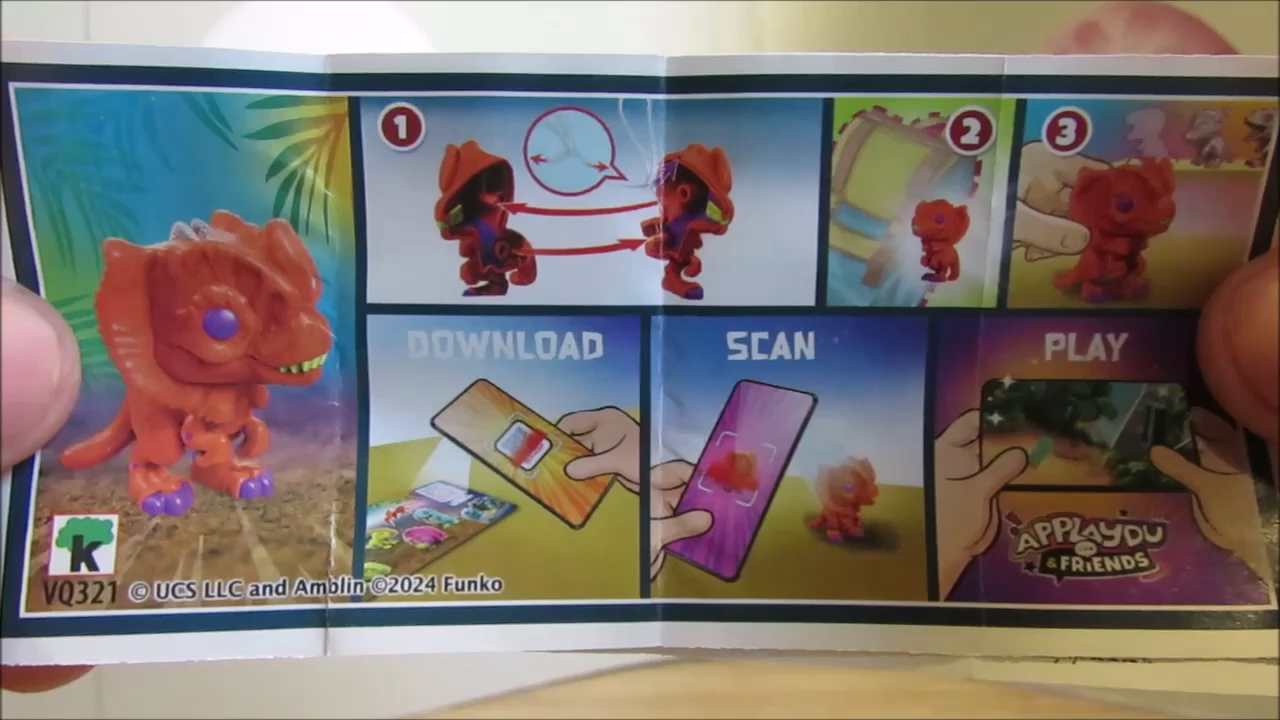 1
2
3
DOWNLOAD
SCAN
PLAY
APPLAYDU
& FRIENDS
k
VQ321 © UCS LLC and Amblin ©2024 Funko